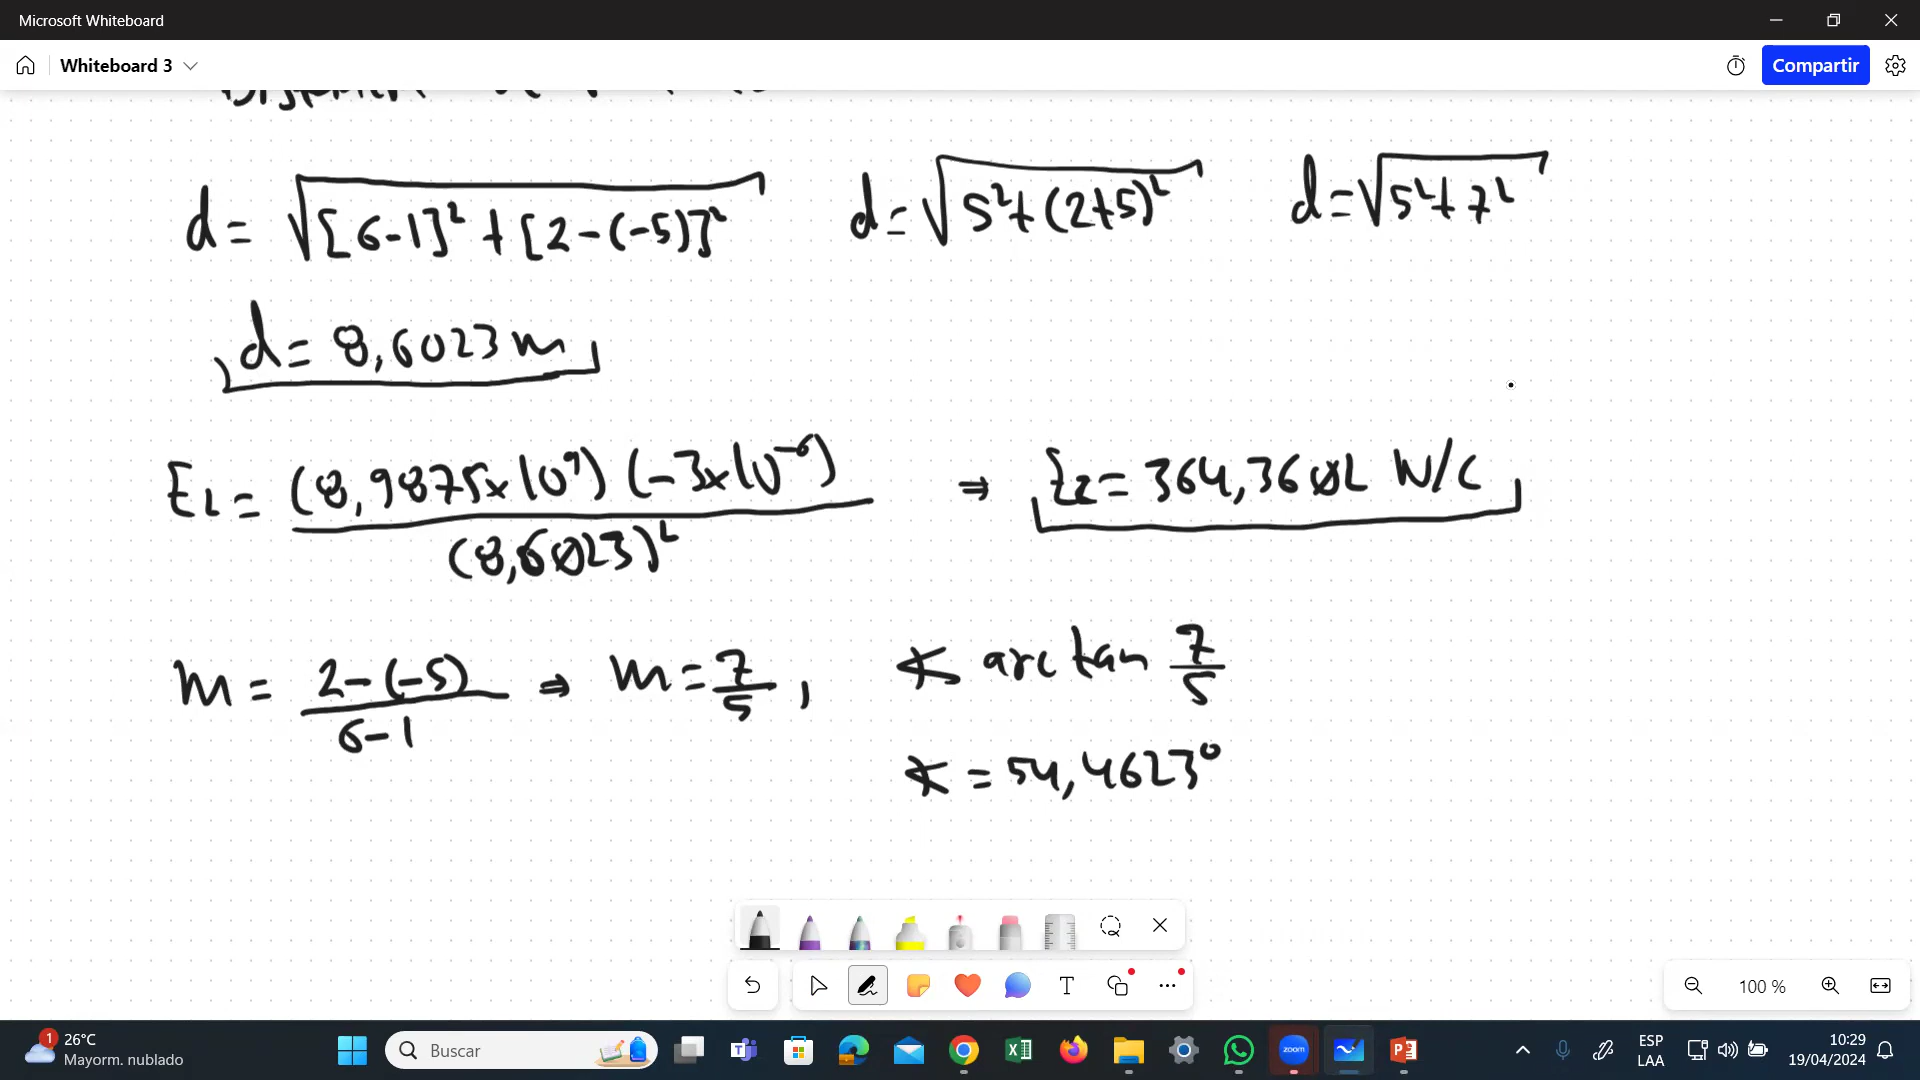 Microsoft Whiteboard
Whiteboard 3
Compartir
d = √[6-1]² + [2-(-5)]²
d = √5² + (2+5)²
d = √5² + 7²
d = 8,6023 m
E2 = (8,9875x10⁹) (-3x10⁻⁶) / (8,6023)² ⇒ E2 = 364,3602 N/C
m = 2-(-5) / 6-1 ⇒ m = 7/5 , ∢ arc tan 7/5
∢ = 54,4623°
100 %
1
26°C
Mayorm. nublado
Buscar
zoom
ESP
LAA
10:29
19/04/2024